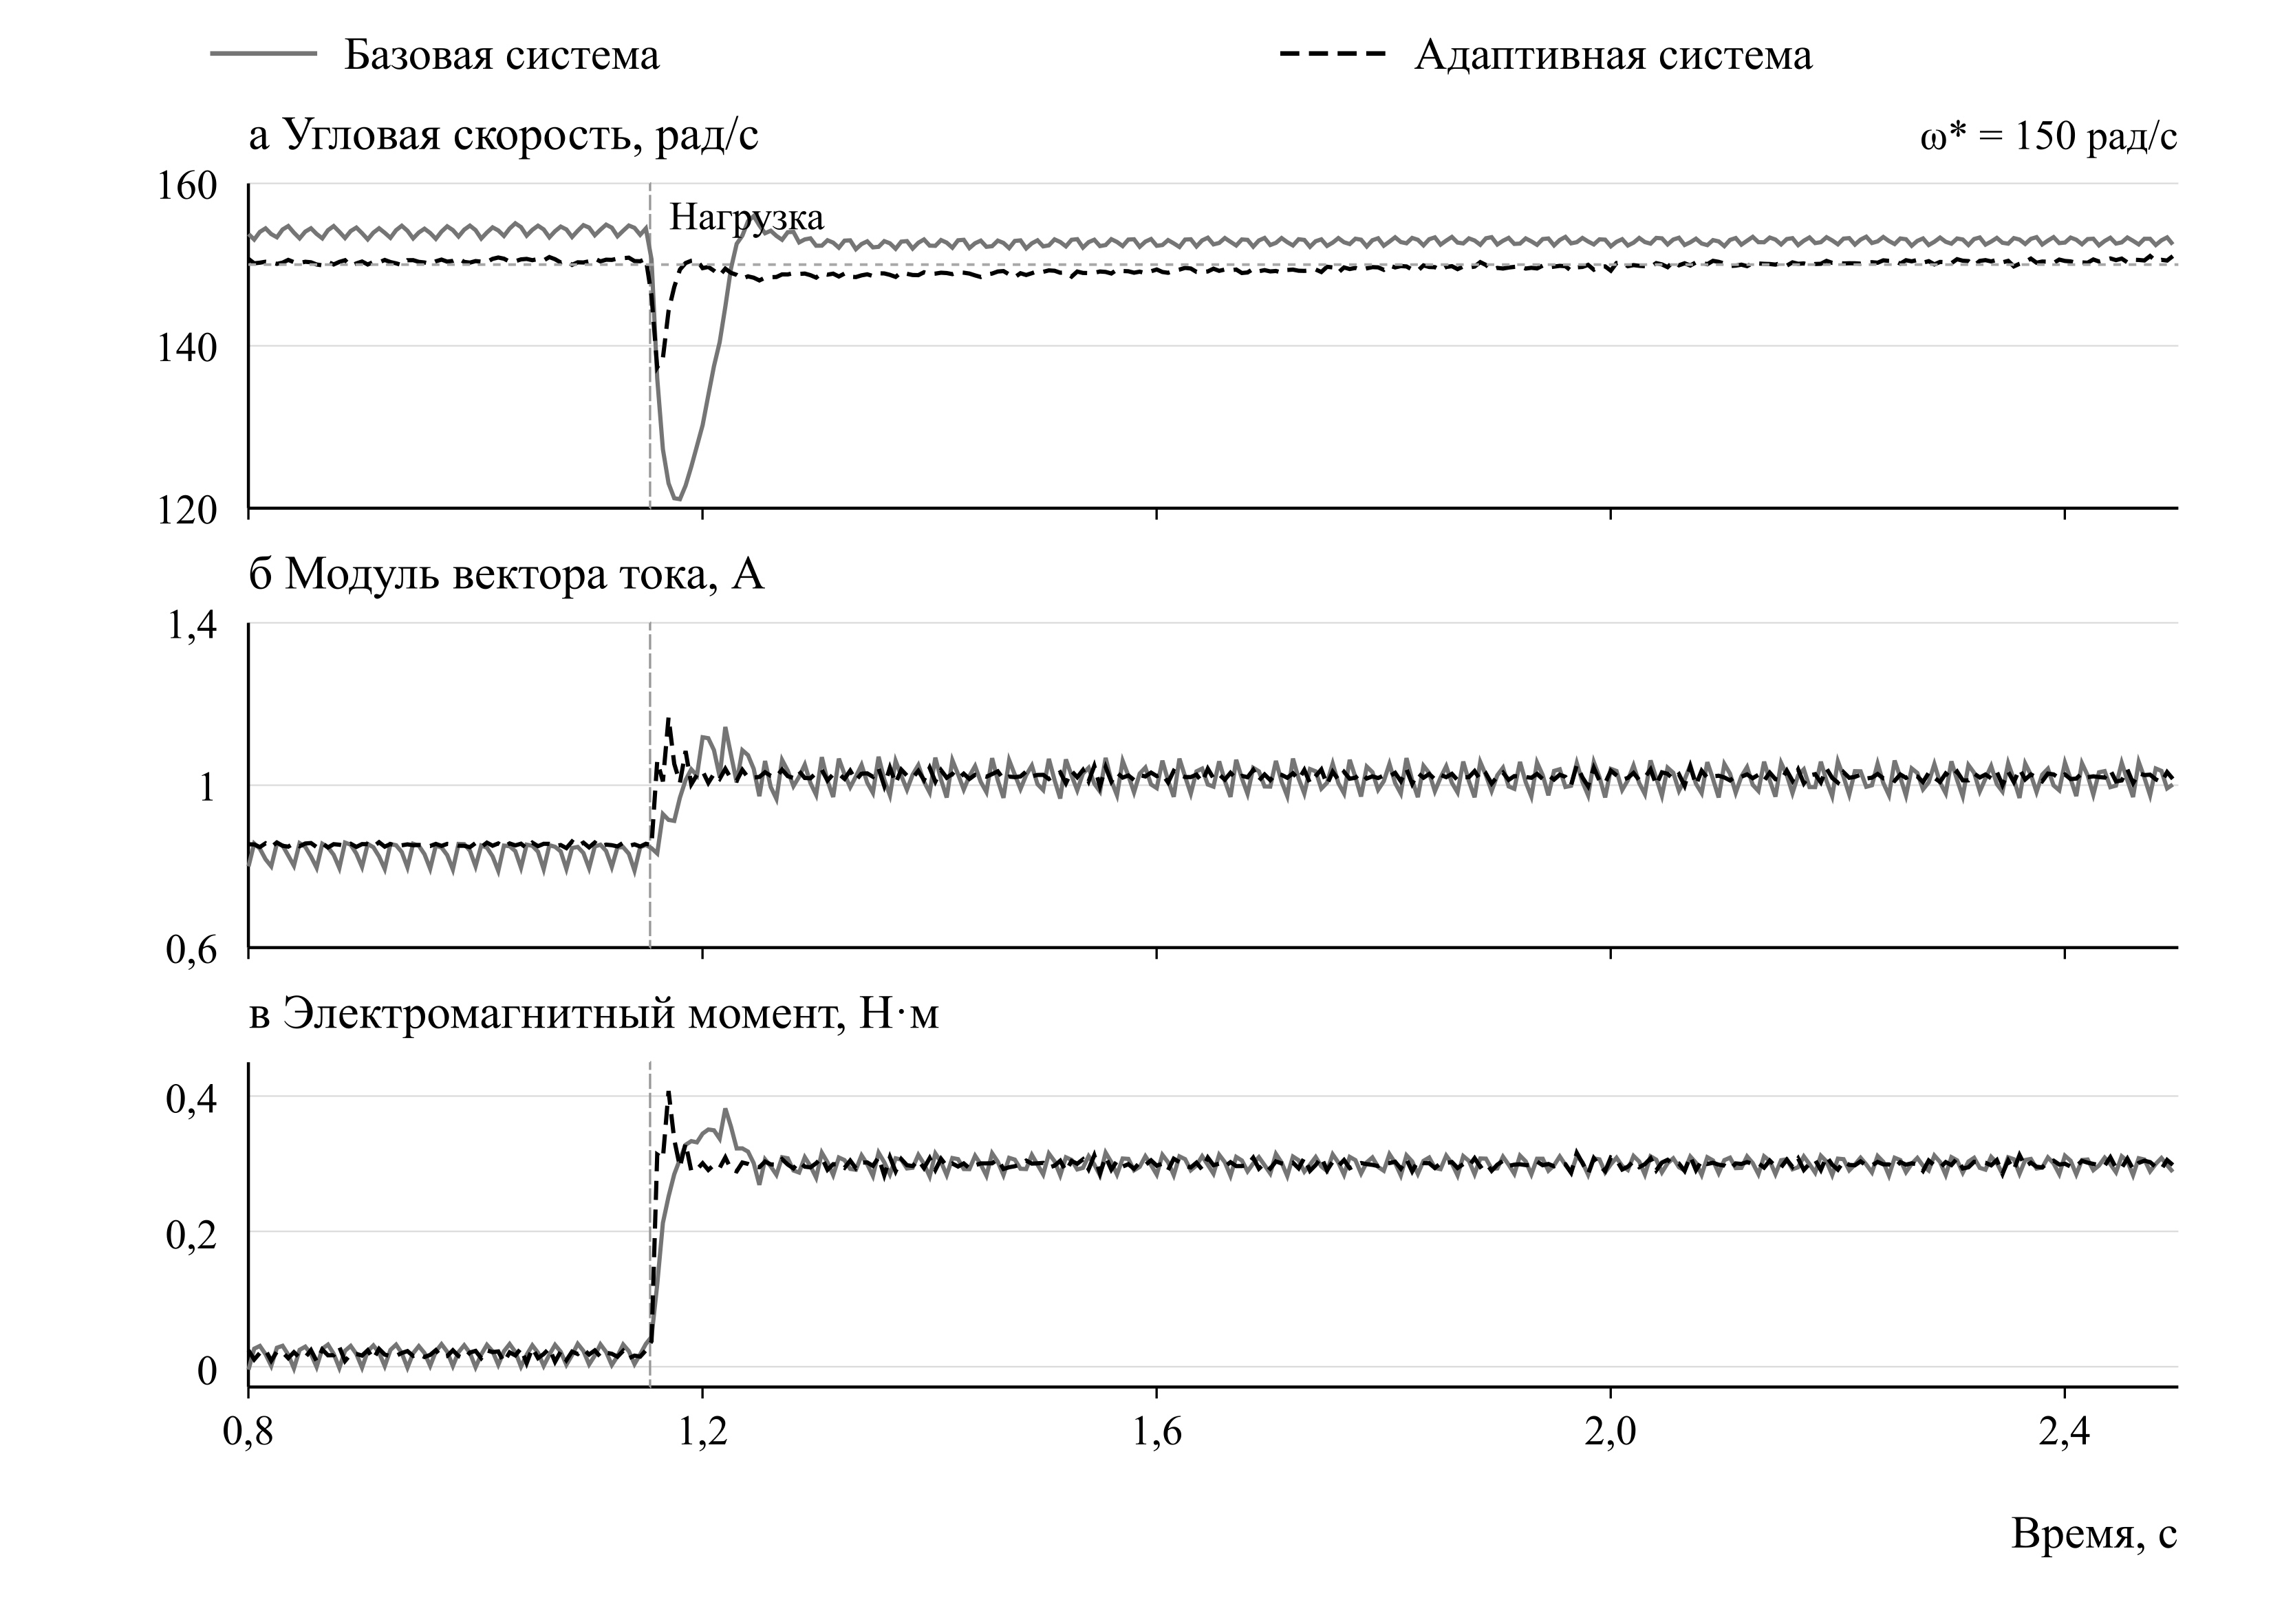 Базовая система
Адаптивная система
а Угловая скорость, рад/с
ω* = 150 рад/с
160
Нагрузка
140
120
б Модуль вектора тока, А
1,4
1
0,6
в Электромагнитный момент, Н·м
0,4
0,2
0
0,8 1,2 1,6 2,0 2,4
Время, с